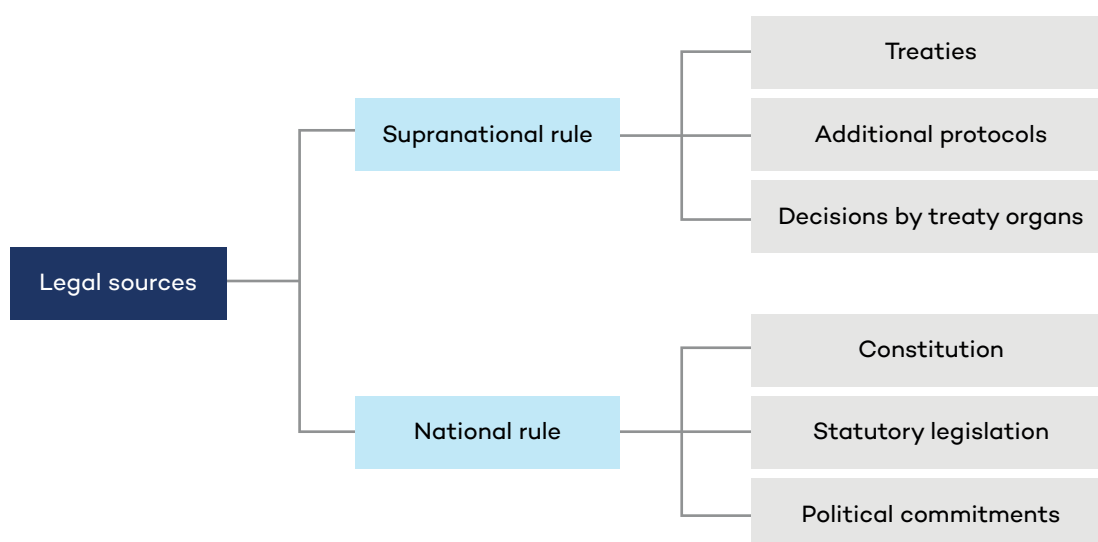 Legal sources
Supranational rule
Treaties
Additional protocols
Decisions by treaty organs
National rule
Constitution
Statutory legislation
Political commitments